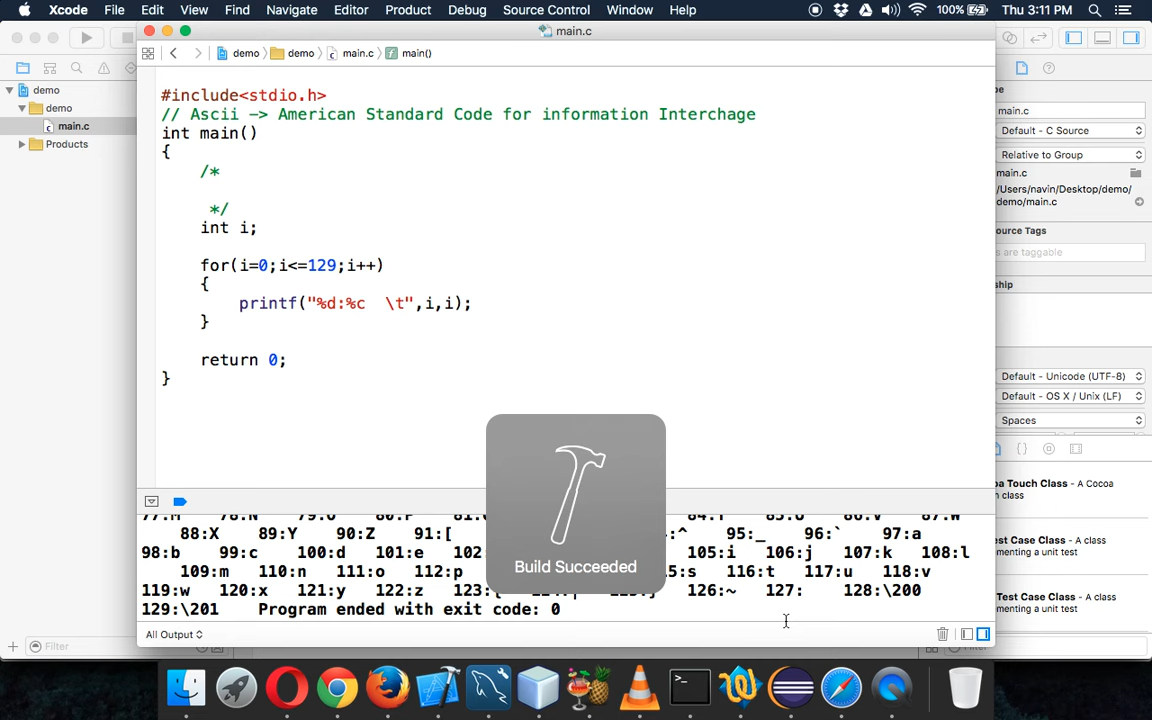 Xcode File Edit View Find Navigate Editor Product Debug Source Control Window Help 100% Thu 3:11 PM
main.c
demo demo main.c main()
demo
demo
main.c
Products
#include<stdio.h>
// Ascii -> American Standard Code for information Interchage
int main()
{
/*
*/
int i;
for(i=0;i<=129;i++)
{
printf("%d:%c \t",i,i);
}
return 0;
}
88:X 89:Y 90:Z 91:[ 95:_ 96:` 97:a
98:b 99:c 100:d 101:e 102: 105:i 106:j 107:k 108:l
109:m 110:n 111:o 112:p 116:t 117:u 118:v
119:w 120:x 121:y 122:z 126:~ 127: 128:\200
129:\201 Program ended with exit code: 0
Build Succeeded
All Output
Filter
main.c
Default - C Source
Relative to Group
main.c
/Users/navin/Desktop/demo/
demo/main.c
ource Tags
s are taggable
ship
Default - Unicode (UTF-8)
Default - OS X / Unix (LF)
Spaces
a Touch Class - A Cocoa
class
est Case Class - A class
menting a unit test
Test Case Class - A class
menting a unit test